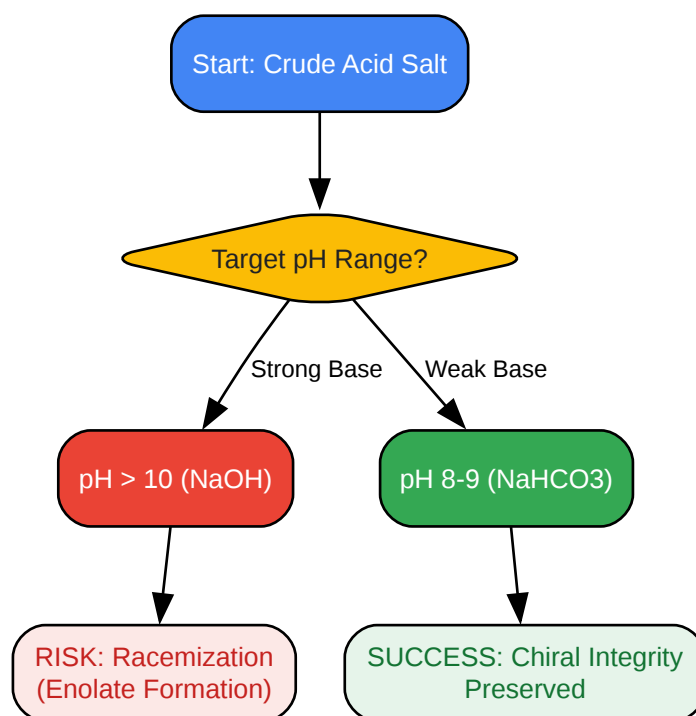 Start: Crude Acid Salt
Target pH Range?
Strong Base
Weak Base
pH > 10 (NaOH)
pH 8-9 (NaHCO3)
RISK: Racemization
(Enolate Formation)
SUCCESS: Chiral Integrity
Preserved